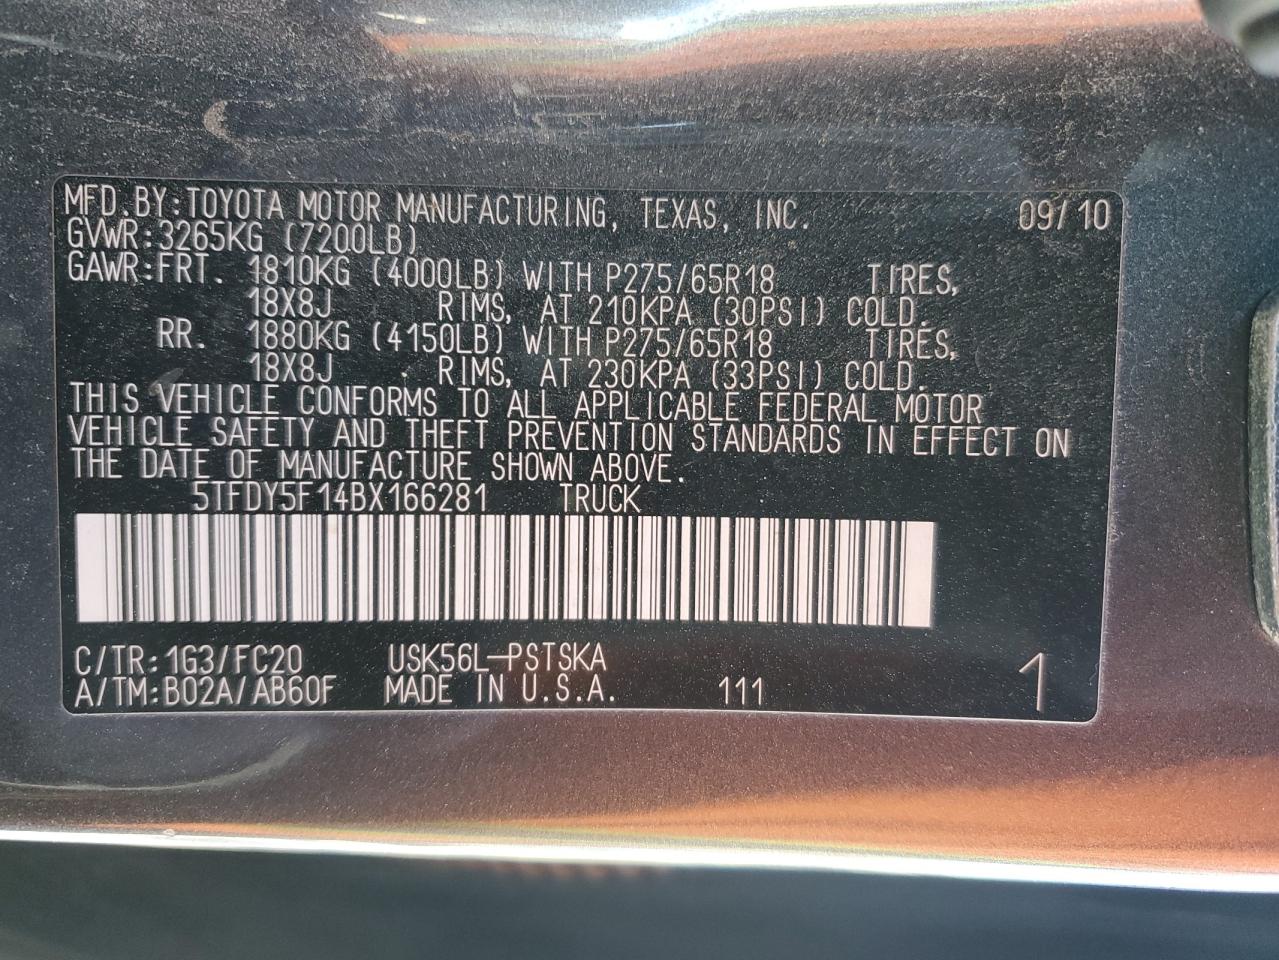 MFD.BY:TOYOTA MOTOR MANUFACTURING, TEXAS, INC. 09/10
GVWR:3265KG (7200LB)
GAWR:FRT. 1810KG (4000LB) WITH P275/65R18 TIRES,
18X8J RIMS, AT 210KPA (30PSI) COLD.
RR. 1880KG (4150LB) WITH P275/65R18 TIRES,
18X8J RIMS, AT 230KPA (33PSI) COLD.
THIS VEHICLE CONFORMS TO ALL APPLICABLE FEDERAL MOTOR
VEHICLE SAFETY AND THEFT PREVENTION STANDARDS IN EFFECT ON
THE DATE OF MANUFACTURE SHOWN ABOVE.
5TFDY5F14BX166281 TRUCK
C/TR:1G3/FC20 USK56L-PSTSKA
A/TM:B02A/AB60F MADE IN U.S.A. 111 1